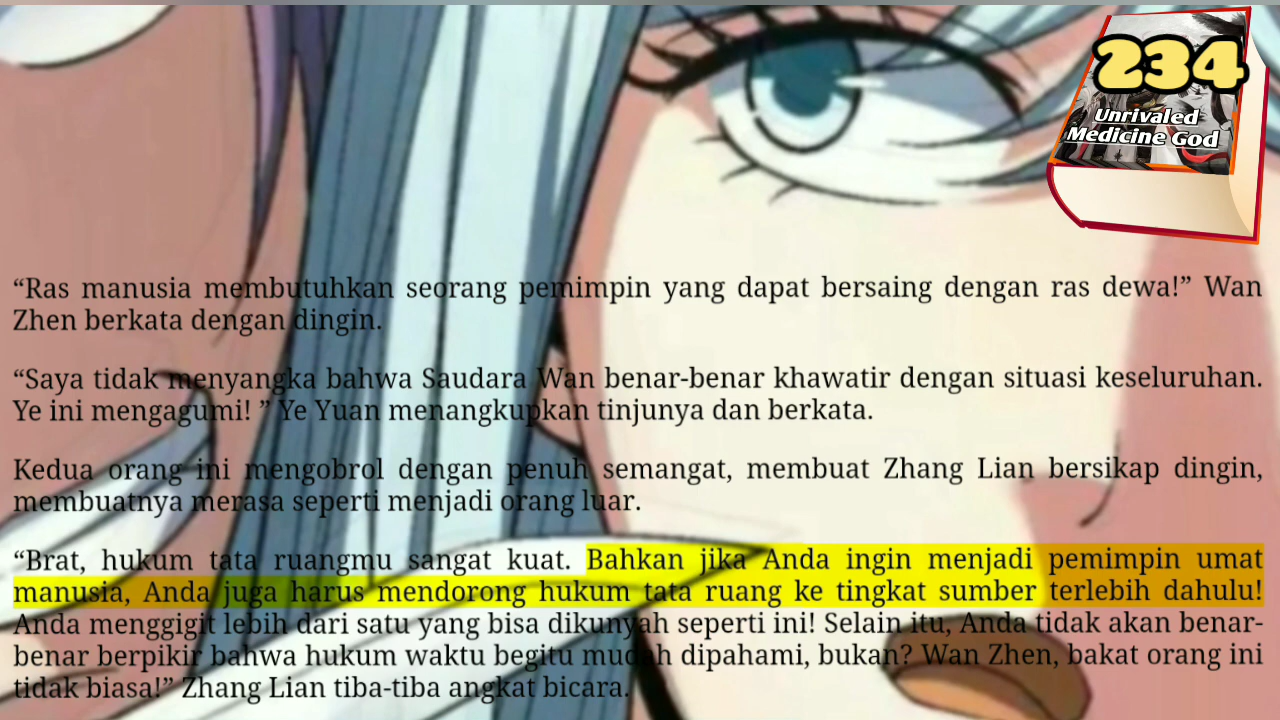 234
Unrivaled
Medicine God
“Ras manusia membutuhkan seorang pemimpin yang dapat bersaing dengan ras dewa!” Wan
Zhen berkata dengan dingin.
“Saya tidak menyangka bahwa Saudara Wan benar-benar khawatir dengan situasi keseluruhan.
Ye ini mengagumi! ” Ye Yuan menangkupkan tinjunya dan berkata.
Kedua orang ini mengobrol dengan penuh semangat, membuat Zhang Lian bersikap dingin,
membuatnya merasa seperti menjadi orang luar.
“Brat, hukum tata ruangmu sangat kuat. Bahkan jika Anda ingin menjadi pemimpin umat
manusia, Anda juga harus mendorong hukum tata ruang ke tingkat sumber terlebih dahulu!
Anda menggigit lebih dari satu yang bisa dikunyah seperti ini! Selain itu, Anda tidak akan benar-
benar berpikir bahwa hukum waktu begitu mudah dipahami, bukan? Wan Zhen, bakat orang ini
tidak biasa!” Zhang Lian tiba-tiba angkat bicara.